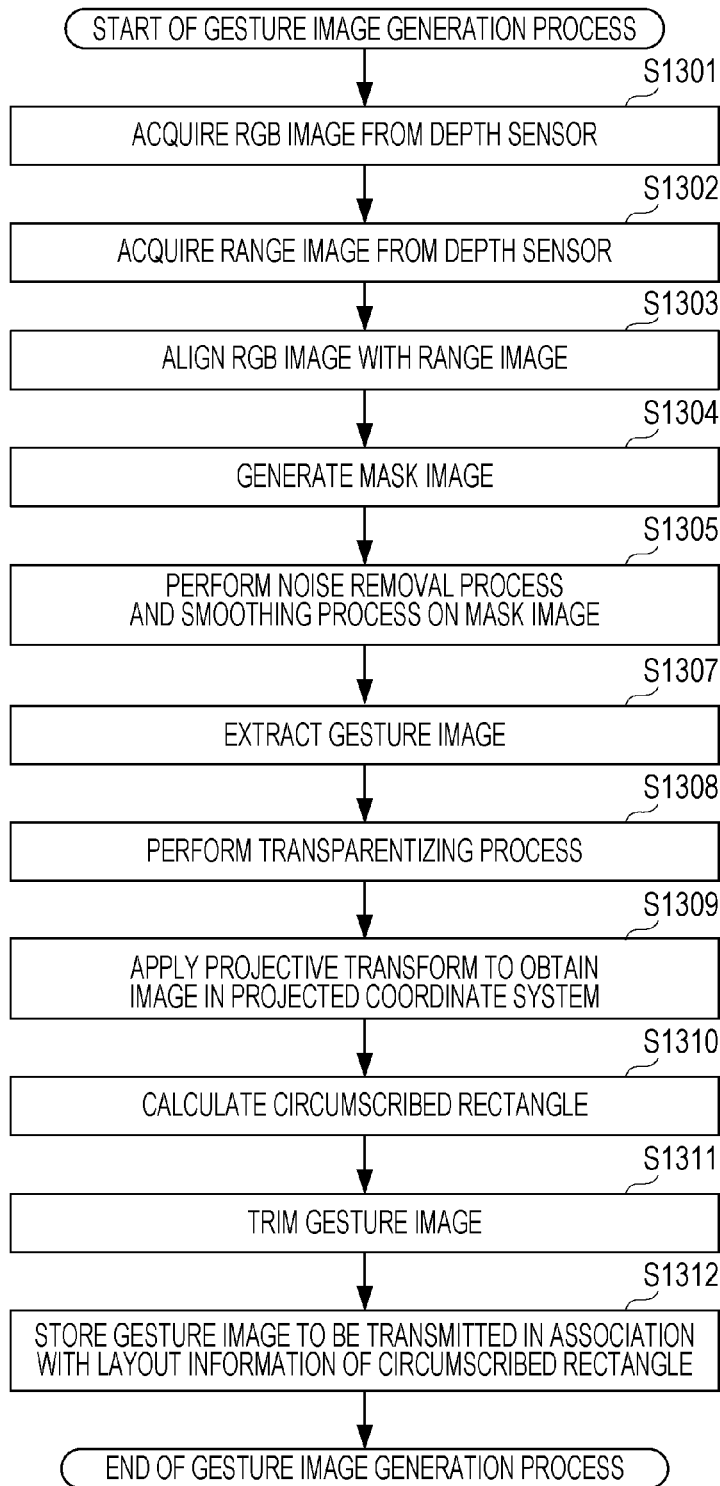 START OF GESTURE IMAGE GENERATION PROCESS
S1301
ACQUIRE RGB IMAGE FROM DEPTH SENSOR
S1302
ACQUIRE RANGE IMAGE FROM DEPTH SENSOR
S1303
ALIGN RGB IMAGE WITH RANGE IMAGE
S1304
GENERATE MASK IMAGE
S1305
PERFORM NOISE REMOVAL PROCESS
AND SMOOTHING PROCESS ON MASK IMAGE
S1307
EXTRACT GESTURE IMAGE
S1308
PERFORM TRANSPARENTIZING PROCESS
S1309
APPLY PROJECTIVE TRANSFORM TO OBTAIN
IMAGE IN PROJECTED COORDINATE SYSTEM
S1310
CALCULATE CIRCUMSCRIBED RECTANGLE
S1311
TRIM GESTURE IMAGE
S1312
STORE GESTURE IMAGE TO BE TRANSMITTED IN ASSOCIATION
WITH LAYOUT INFORMATION OF CIRCUMSCRIBED RECTANGLE
END OF GESTURE IMAGE GENERATION PROCESS